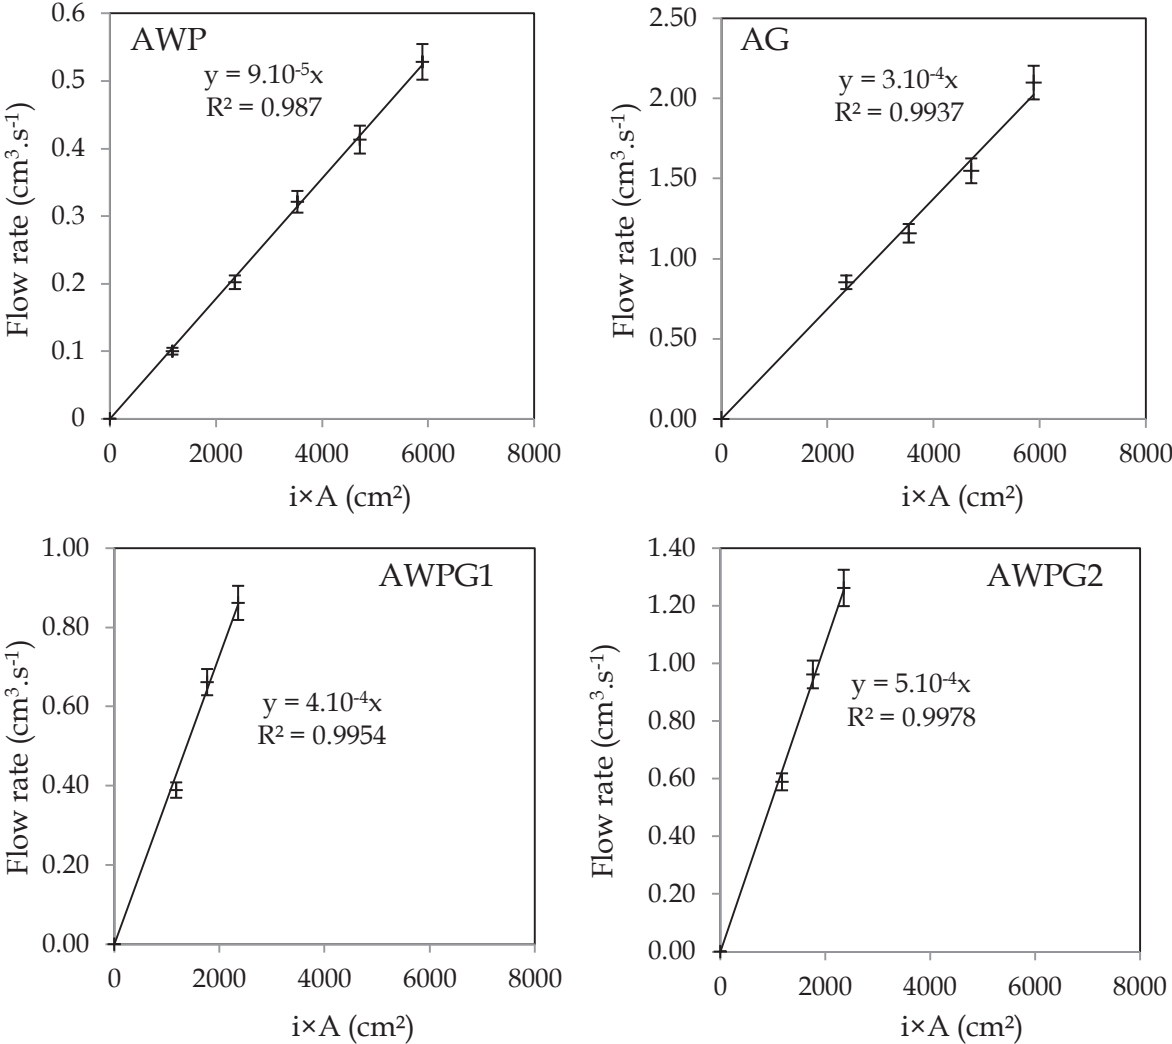 AWP
y = 9.10⁻⁵x
R² = 0.987
Flow rate (cm³.s⁻¹)
0.6
0.5
0.4
0.3
0.2
0.1
0
0 2000 4000 6000 8000
i×A (cm²)
AG
y = 3.10⁻⁴x
R² = 0.9937
Flow rate (cm³.s⁻¹)
2.50
2.00
1.50
1.00
0.50
0.00
0 2000 4000 6000 8000
i×A (cm²)
AWPG1
y = 4.10⁻⁴x
R² = 0.9954
Flow rate (cm³.s⁻¹)
1.00
0.80
0.60
0.40
0.20
0.00
0 2000 4000 6000 8000
i×A (cm²)
AWPG2
y = 5.10⁻⁴x
R² = 0.9978
Flow rate (cm³.s⁻¹)
1.40
1.20
1.00
0.80
0.60
0.40
0.20
0.00
0 2000 4000 6000 8000
i×A (cm²)